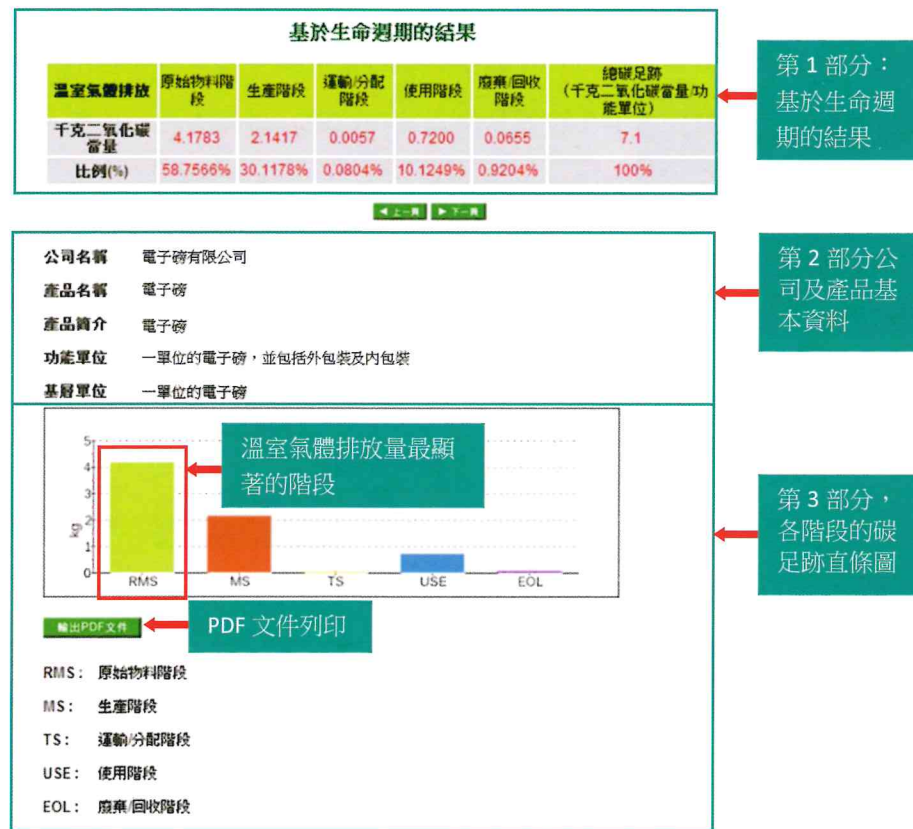 基於生命週期的結果
溫室氣體排放 原始物料階段 生產階段 運輸/分配階段 使用階段 廢棄/回收階段 總碳足跡(千克二氧化碳當量/功能單位)
千克二氧化碳當量 4.1783 2.1417 0.0057 0.7200 0.0655 7.1
比例(%) 58.7566% 30.1178% 0.0804% 10.1249% 0.9204% 100%
第 1 部分：
基於生命週
期的結果
◀ 上一頁 ▶ 下一頁
公司名稱 電子磅有限公司
產品名稱 電子磅
產品簡介 電子磅
功能單位 一單位的電子磅，並包括外包裝及內包裝
基層單位 一單位的電子磅
第 2 部分公
司及產品基
本資料
溫室氣體排放量最顯
著的階段
kg
5
4
3
2
1
0
RMS MS TS USE EOL
第 3 部分，
各階段的碳
足跡直條圖
輸出PDF文件
PDF 文件列印
RMS： 原始物料階段
MS： 生產階段
TS： 運輸/分配階段
USE： 使用階段
EOL： 廢棄/回收階段